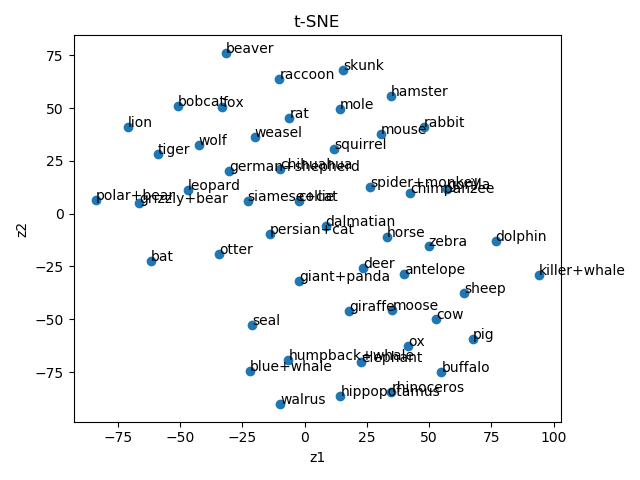 t-SNE
beaver
skunk
raccoon
hamster
bobcat
fox
mole
rat
lion
rabbit
mouse
weasel
wolf
squirrel
tiger
german+shepherd
chihuahua
spider+monkey
gorilla
chimpanzee
leopard
polar+bear
grizzly+bear
siamese+cat
collie
dalmatian
persian+cat
horse
dolphin
zebra
otter
bat
deer
antelope
killer+whale
giant+panda
sheep
giraffe
moose
cow
seal
pig
ox
humpback+whale
elephant
blue+whale
buffalo
rhinoceros
hippopotamus
walrus
75
50
25
0
−25
−50
−75
z2
−75 −50 −25 0 25 50 75 100
z1